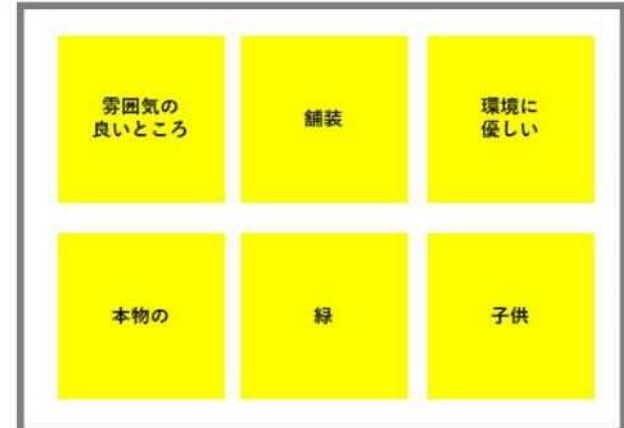 雰囲気の
良いところ
舗装
環境に
優しい
本物の
緑
子供